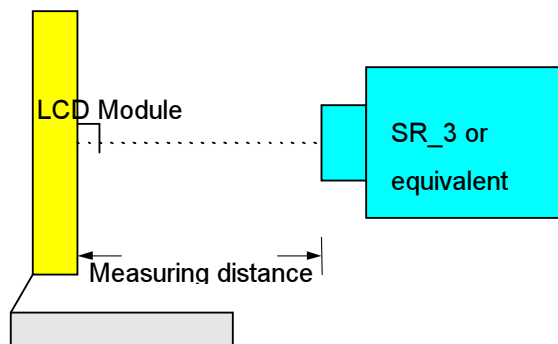 LCD Module
SR_3 or
equivalent
Measuring distance